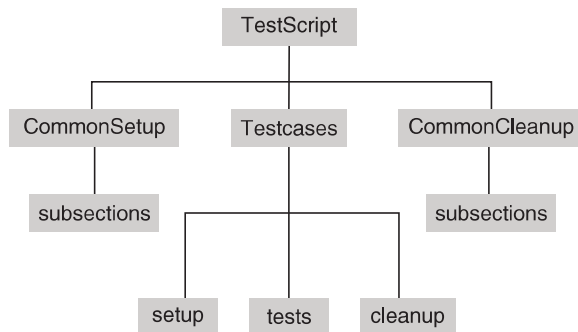 TestScript
CommonSetup
Testcases
CommonCleanup
subsections
subsections
setup
tests
cleanup